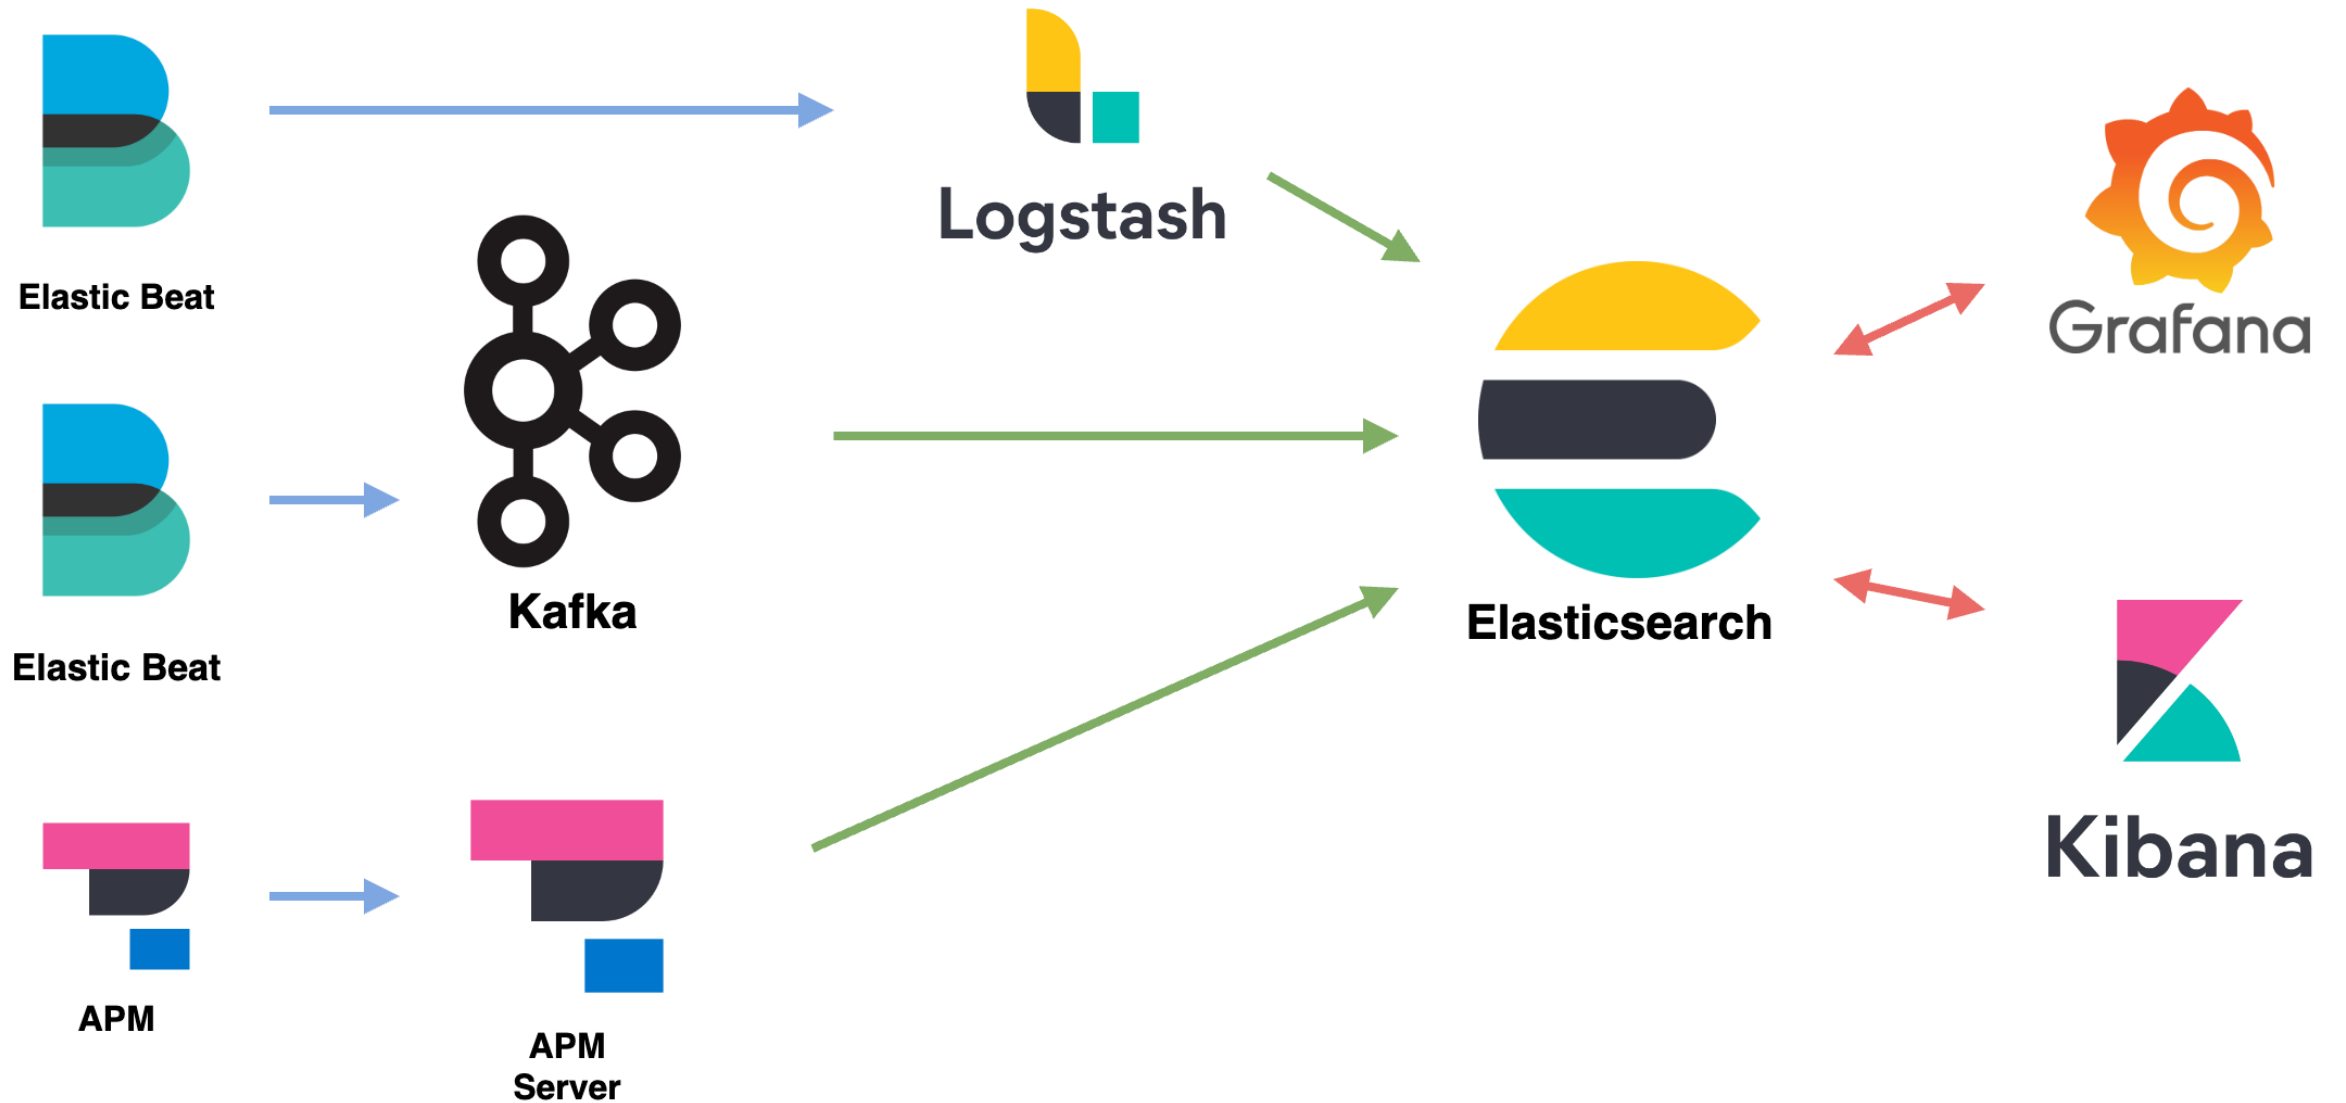 Elastic Beat
Logstash
Grafana
Kafka
Elasticsearch
Elastic Beat
Kibana
APM
APM
Server